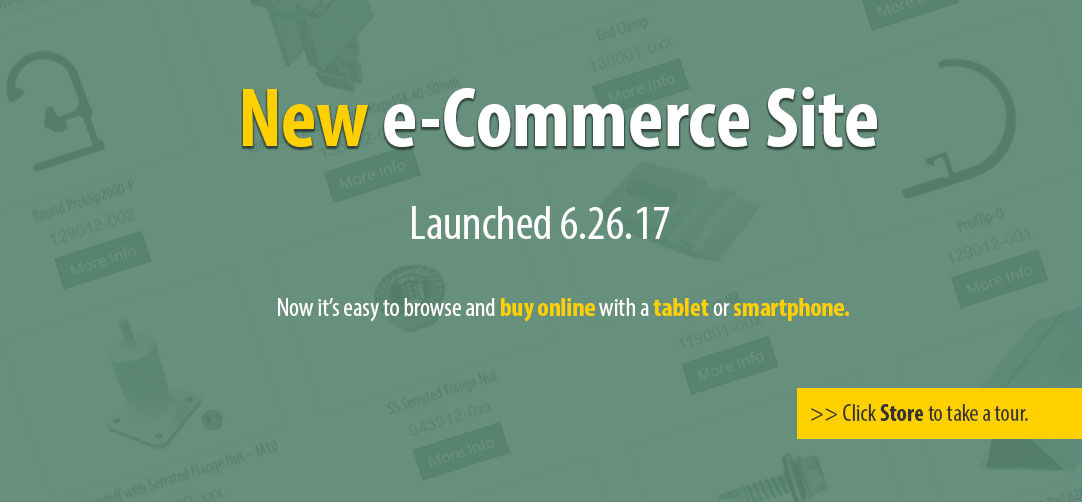 More Info
End Clamp
130001-0xx
More Info
New e-Commerce Site
More Info
Round Proklip2000-P
129012-002
More Info
Launched 6.26.17
ProKlip-Q
129012-001
More Info
Now it's easy to browse and buy online with a tablet or smartphone.
119001-00x
More Info
SS Serrated Flange Nut
943912-0xx
More Info
>> Click Store to take a tour.
with Serrated Flange Nut – M10